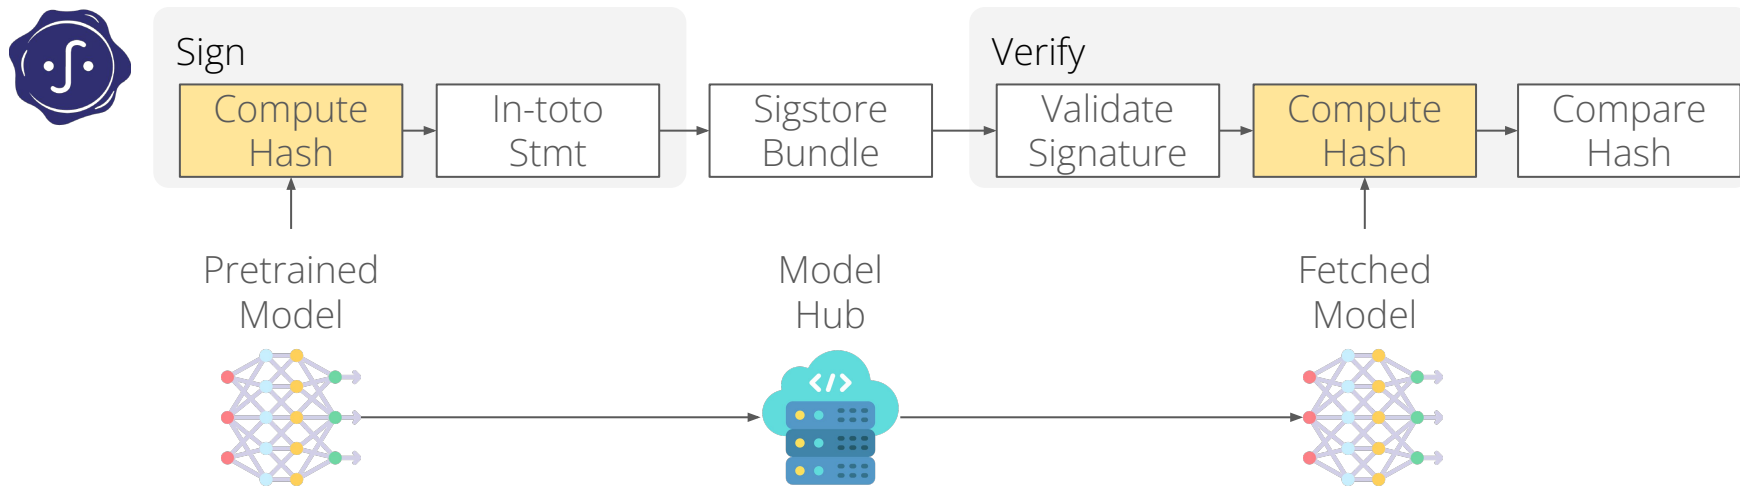 Sign
Verify
Compute
Hash
In-toto
Stmt
Sigstore
Bundle
Validate
Signature
Compute
Hash
Compare
Hash
Pretrained
Model
Model
Hub
Fetched
Model
</>